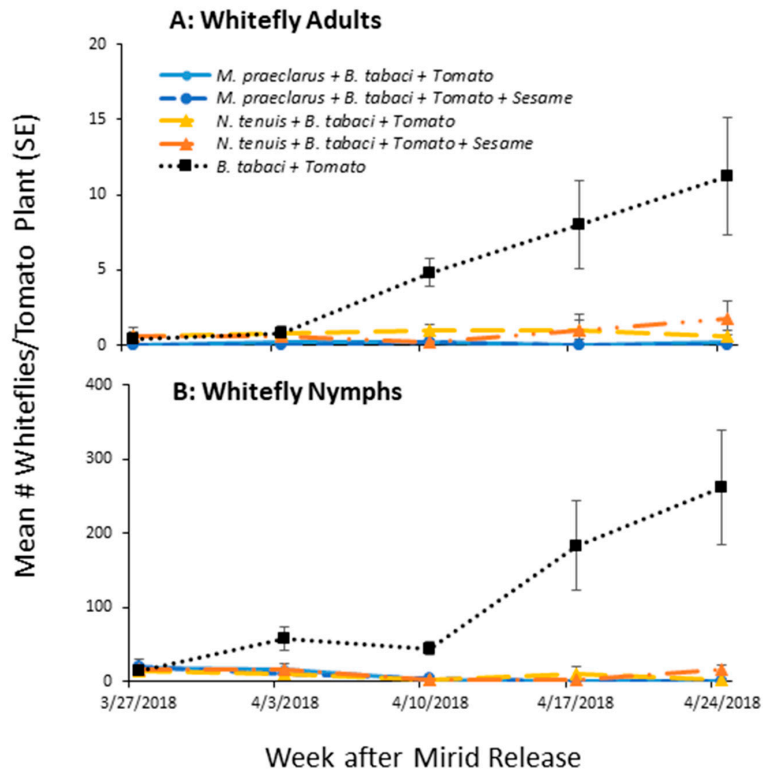 A: Whitefly Adults
20
15
10
5
0
M. praeclarus + B. tabaci + Tomato
M. praeclarus + B. tabaci + Tomato + Sesame
N. tenuis + B. tabaci + Tomato
N. tenuis + B. tabaci + Tomato + Sesame
B. tabaci + Tomato
Mean # Whiteflies/Tomato Plant (SE)
B: Whitefly Nymphs
400
300
200
100
0
3/27/2018 4/3/2018 4/10/2018 4/17/2018 4/24/2018
Week after Mirid Release